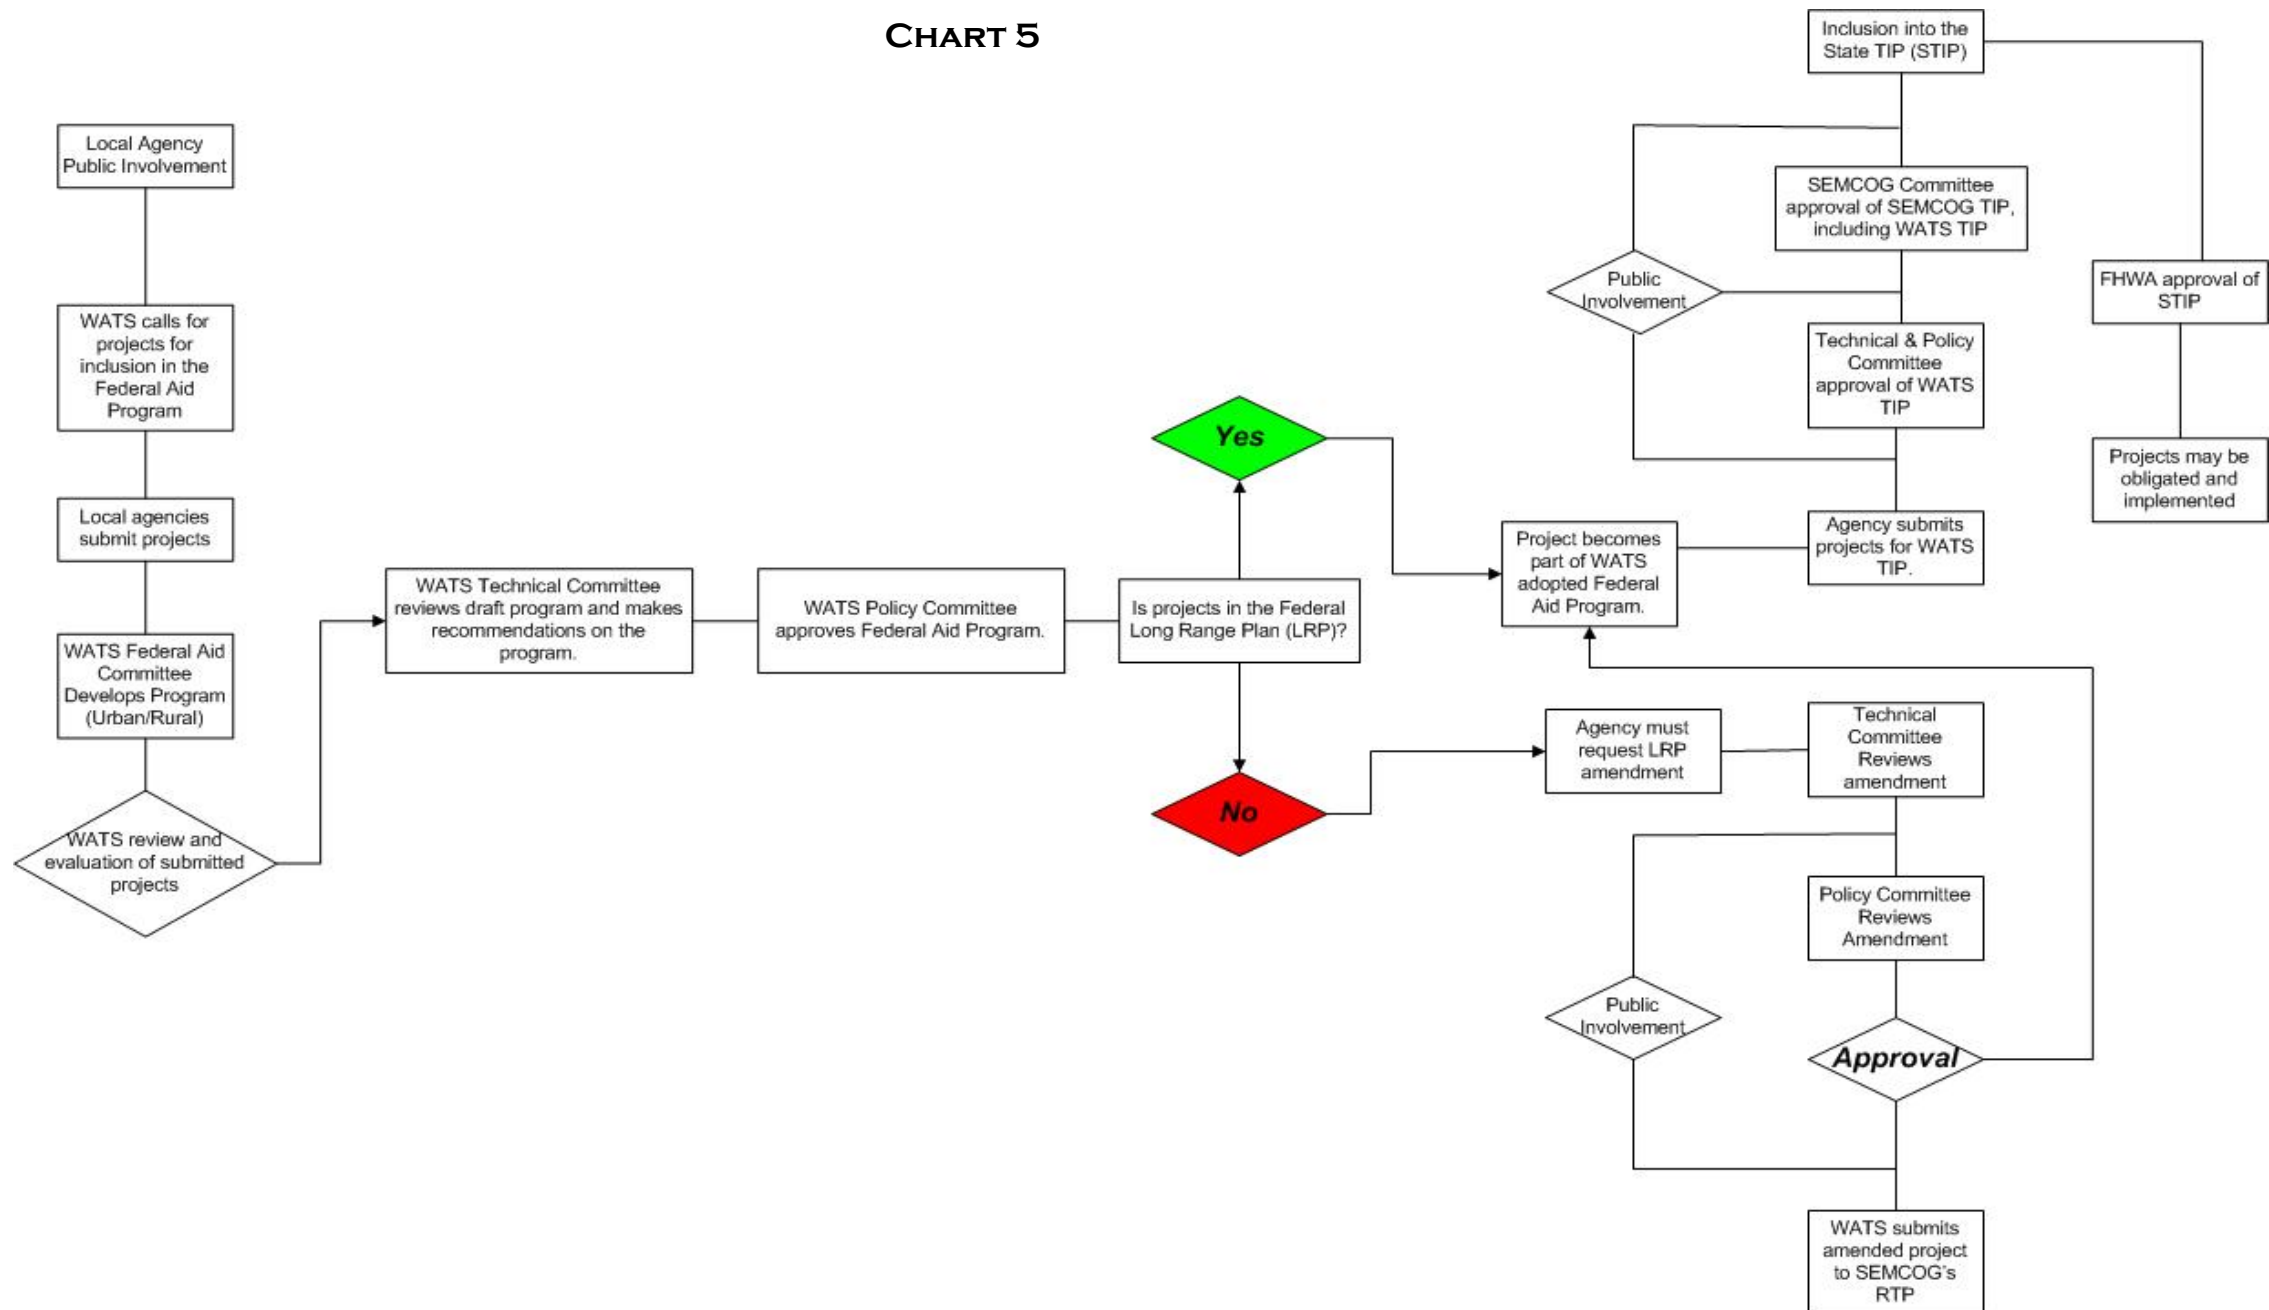 CHART 5
Local Agency
Public Involvement
WATS calls for
projects for
inclusion in the
Federal Aid
Program
Local agencies
submit projects
WATS Federal Aid
Committee
Develops Program
(Urban/Rural)
WATS review and
evaluation of submitted
projects
WATS Technical Committee
reviews draft program and makes
recommendations on the
program.
WATS Policy Committee
approves Federal Aid Program.
Is projects in the Federal
Long Range Plan (LRP)?
Yes
No
Project becomes
part of WATS
adopted Federal
Aid Program.
Agency submits
projects for WATS
TIP.
Technical & Policy
Committee
approval of WATS
TIP
Public
Involvement
SEMCOG Committee
approval of SEMCOG TIP,
including WATS TIP
Inclusion into the
State TIP (STIP)
FHWA approval of
STIP
Projects may be
obligated and
implemented
Agency must
request LRP
amendment
Technical
Committee
Reviews
amendment
Policy Committee
Reviews
Amendment
Public
Involvement
Approval
WATS submits
amended project
to SEMCOG's
RTP